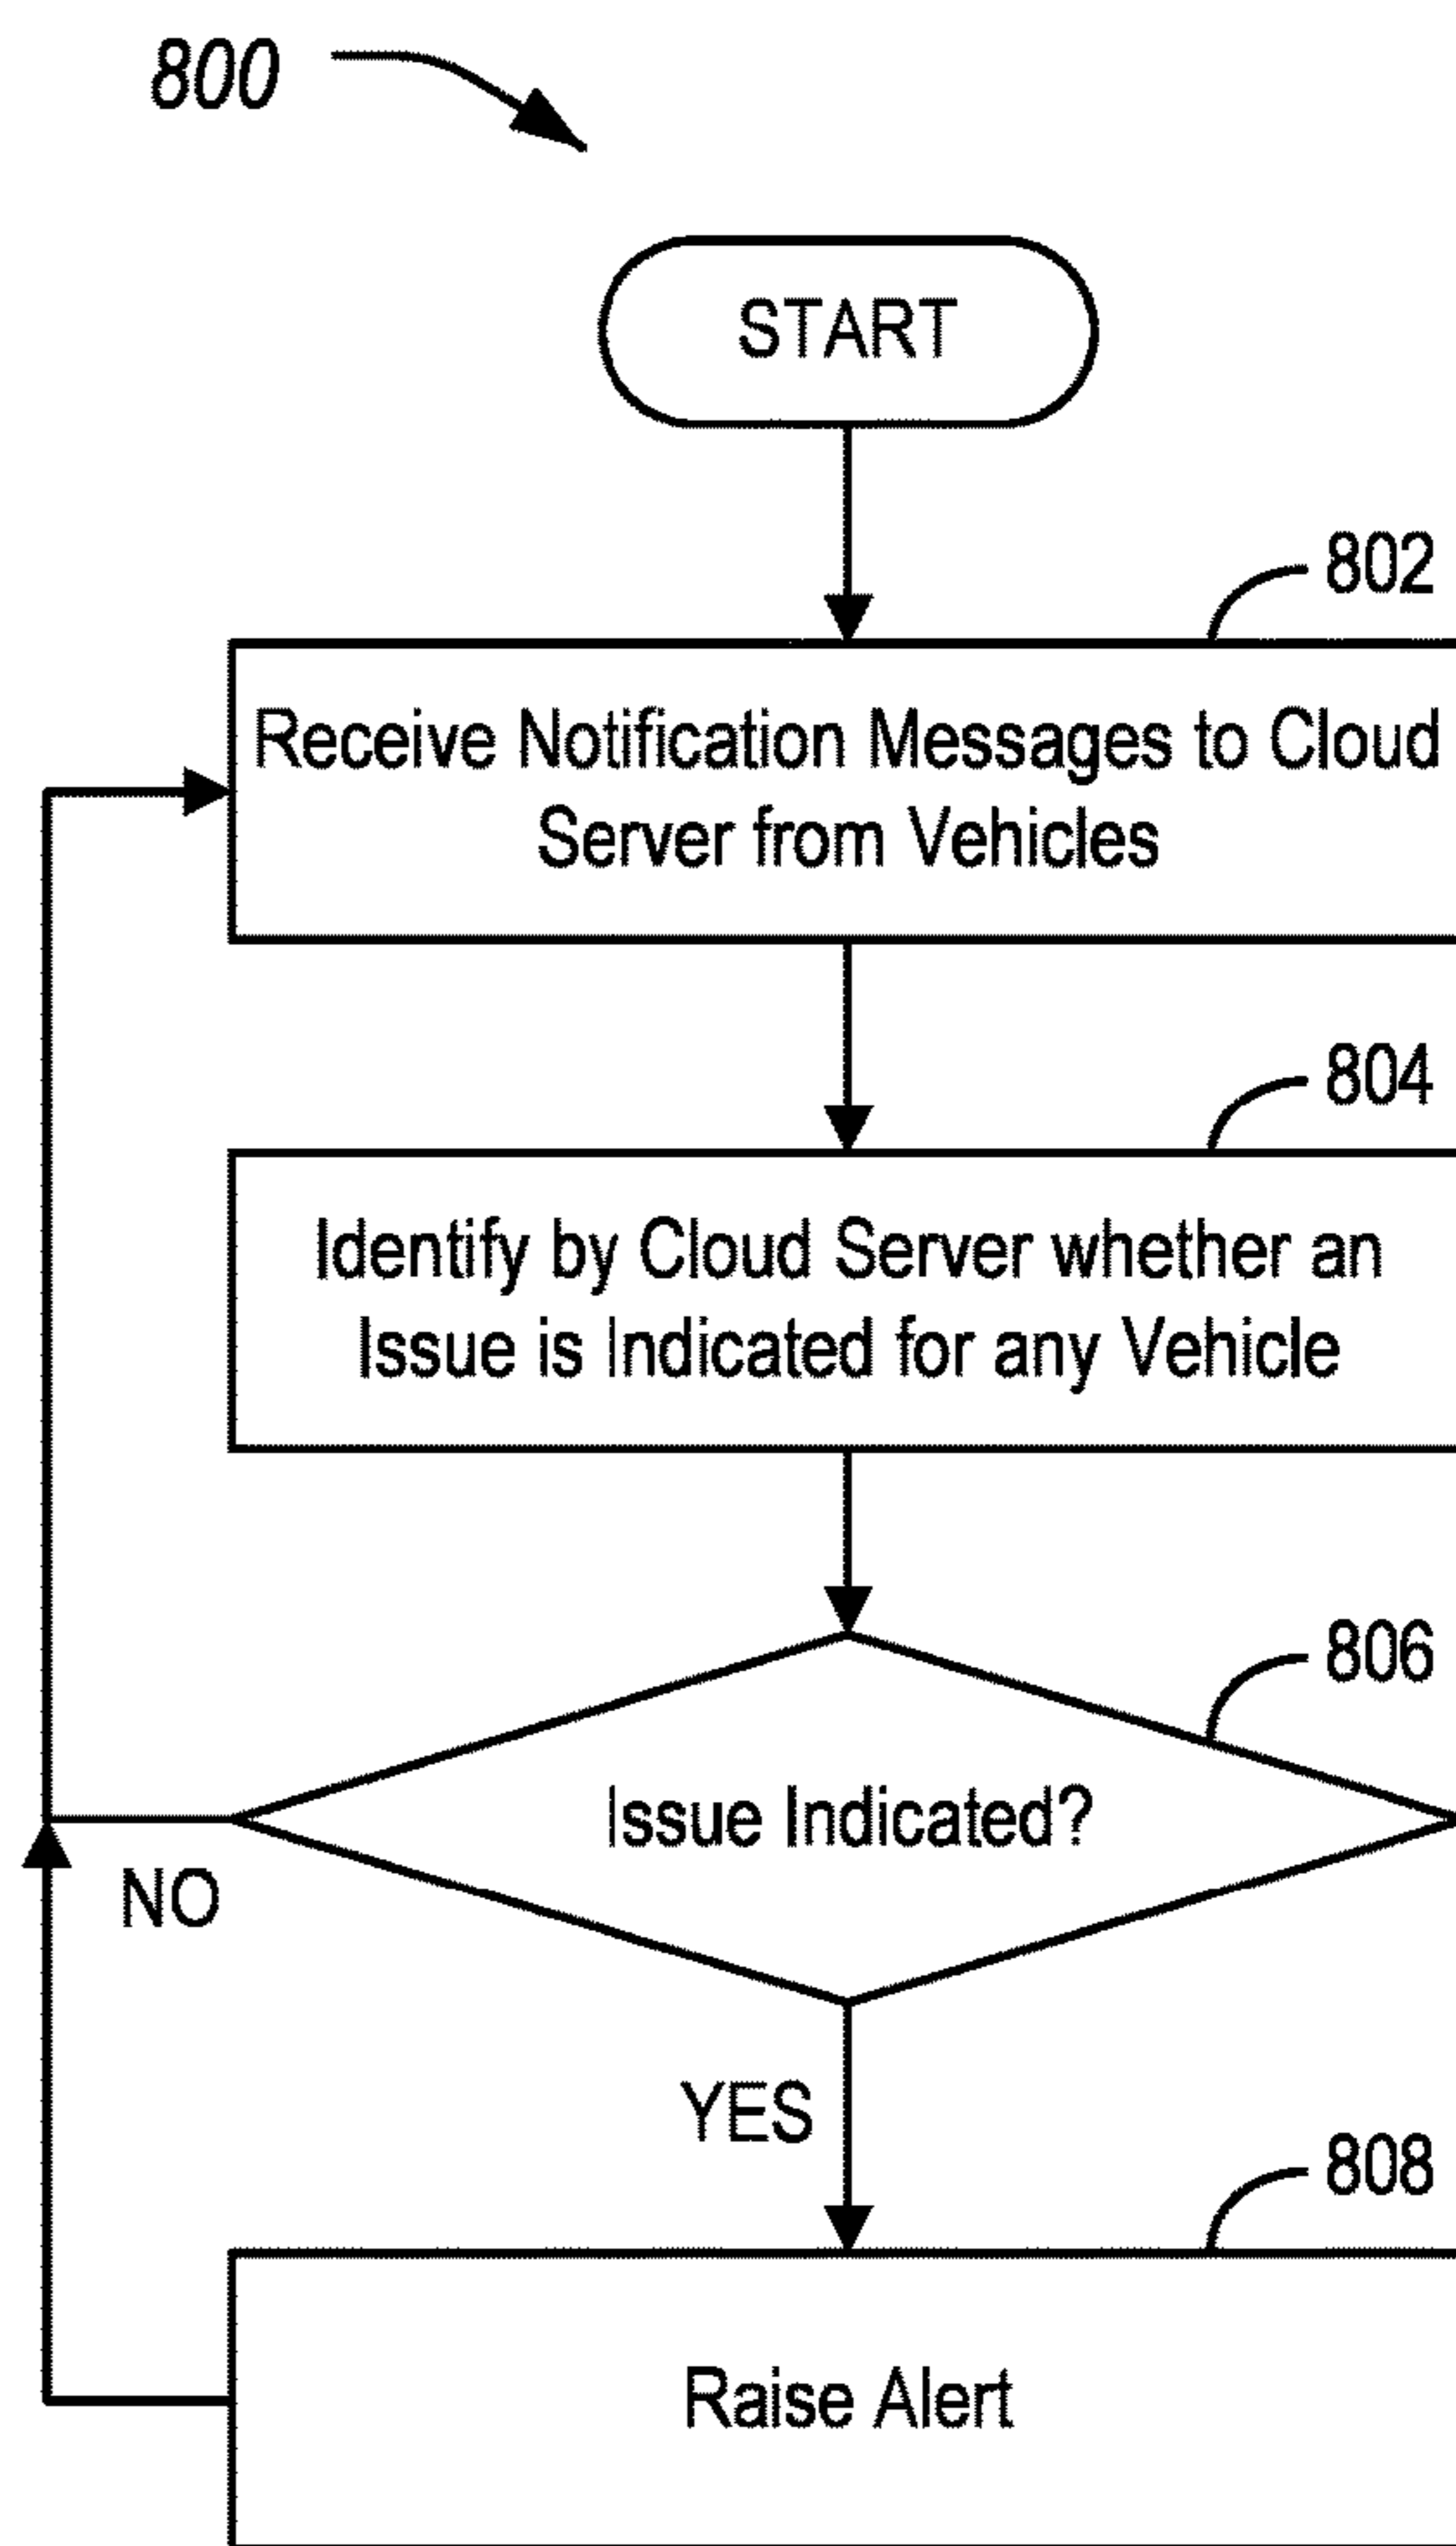 800
START
802
Receive Notification Messages to Cloud
Server from Vehicles
804
Identify by Cloud Server whether an
Issue is Indicated for any Vehicle
806
Issue Indicated?
NO
YES
808
Raise Alert